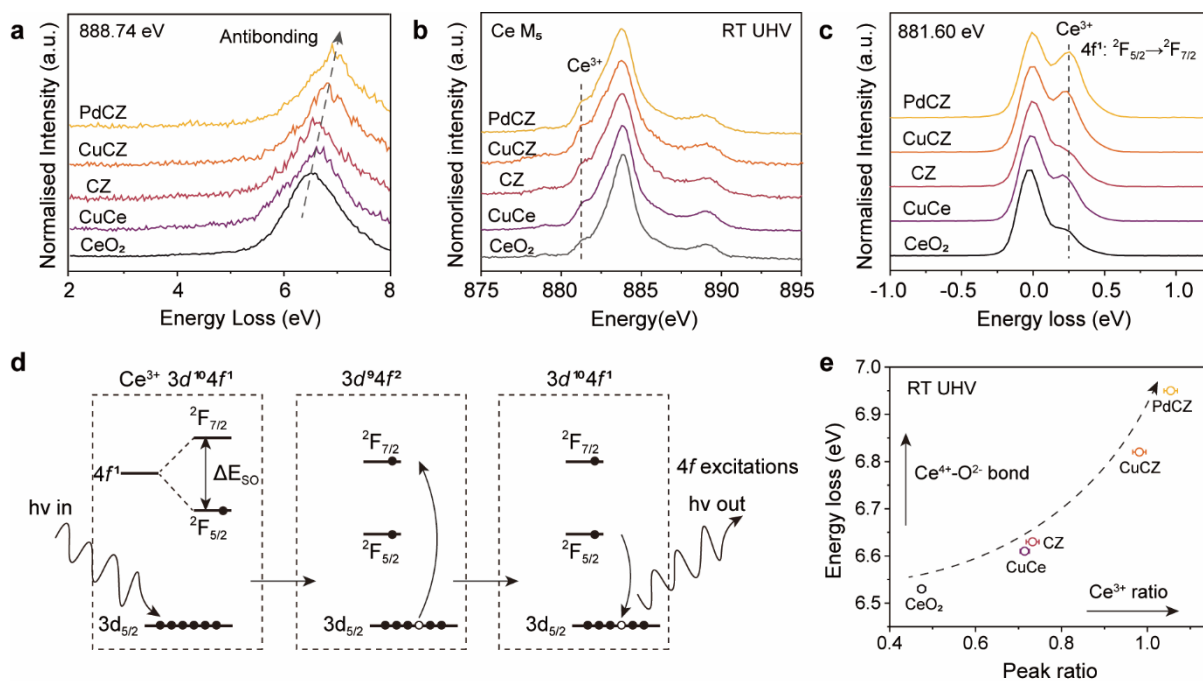 a
888.74 eV
Antibonding
PdCZ
CuCZ
CZ
CuCe
CeO₂
Normalised Intensity (a.u.)
2 4 6 8
Energy Loss (eV)
b
Ce M₅
RT UHV
Ce³⁺
PdCZ
CuCZ
CZ
CuCe
CeO₂
Nomorlised Intensity (a.u.)
875 880 885 890 895
Energy(eV)
c
881.60 eV
Ce³⁺
4f¹: ²F₅/₂→²F₇/₂
PdCZ
CuCZ
CZ
CuCe
CeO₂
Normalised Intensity (a.u.)
-1.0 -0.5 0.0 0.5 1.0
Energy loss (eV)
d
Ce³⁺ 3d¹⁰4f¹
²F₇/₂
4f¹
ΔE_SO
²F₅/₂
hν in
3d₅/₂
3d⁹4f²
²F₇/₂
²F₅/₂
3d₅/₂
3d¹⁰4f¹
²F₇/₂
²F₅/₂
3d₅/₂
4f excitations
hν out
e
RT UHV
7.0
6.9
6.8
6.7
6.6
6.5
Energy loss (eV)
Ce⁴⁺-O²⁻ bond
PdCZ
CuCZ
CZ
CuCe
CeO₂
Ce³⁺ ratio
0.4 0.6 0.8 1.0
Peak ratio